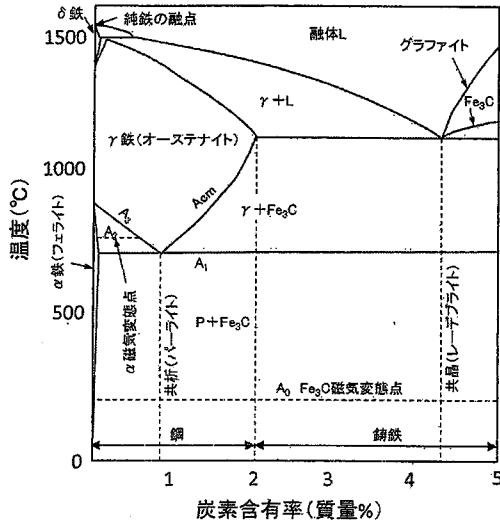 δ鉄
純鉄の融点
1500
融体L
グラファイト
Fe₃C
γ+L
γ鉄(オーステナイト)
1000
Acm
γ+Fe₃C
A₃
A₂
A₁
温度(℃)
α鉄(フェライト)
α磁気変態点
共析(パーライト)
500
P+Fe₃C
共晶(レーデブライト)
A₀ Fe₃C磁気変態点
鋼
鋳鉄
0
1
2
3
4
5
炭素含有率(質量%)